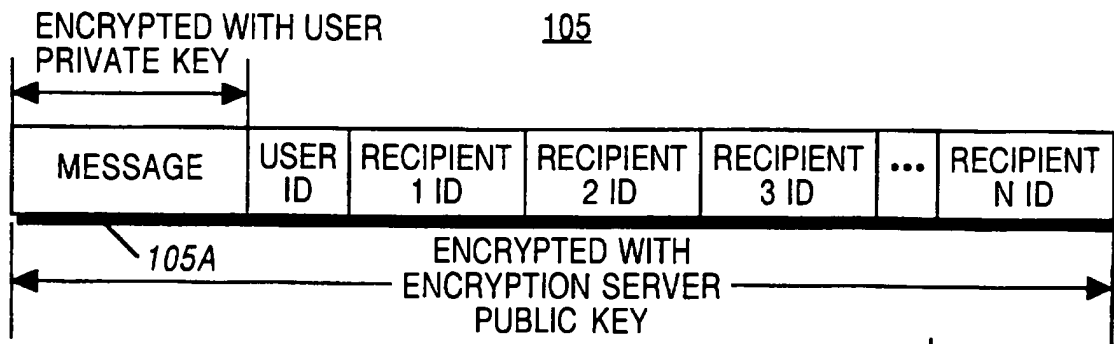 ENCRYPTED WITH USER
PRIVATE KEY
105
MESSAGE
USER
ID
RECIPIENT
1 ID
RECIPIENT
2 ID
RECIPIENT
3 ID
...
RECIPIENT
N ID
105A
ENCRYPTED WITH
ENCRYPTION SERVER
PUBLIC KEY